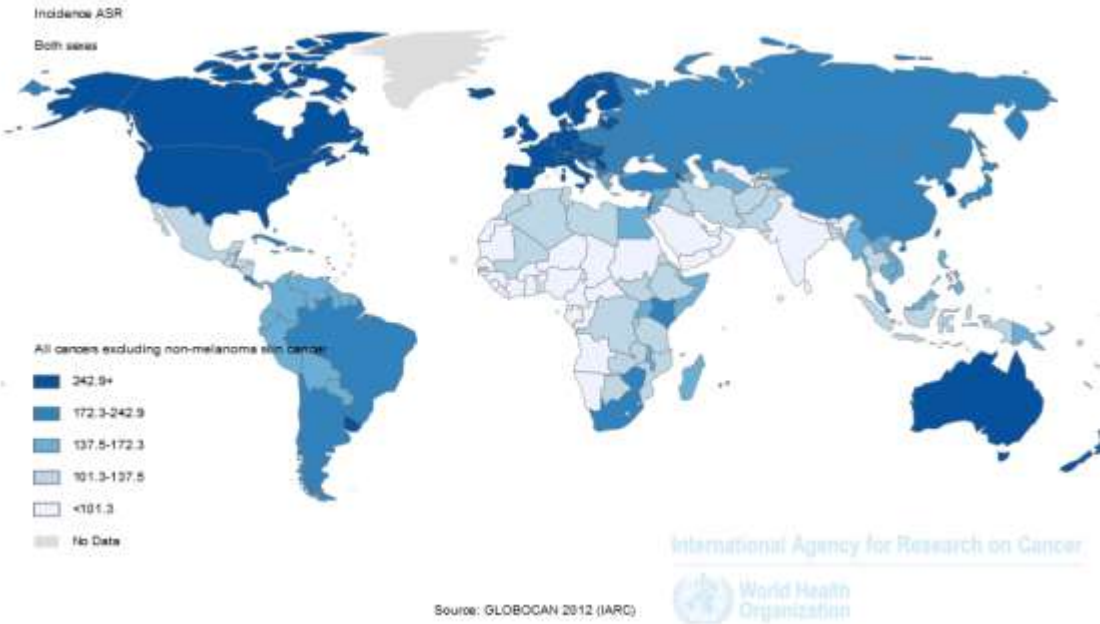 Incidence ASR
Both sexes
All cancers excluding non-melanoma skin cancer
242.9+
172.3-242.9
137.5-172.3
101.3-137.5
<101.3
No Data
International Agency for Research on Cancer
World Health
Organization
Source: GLOBOCAN 2012 (IARC)